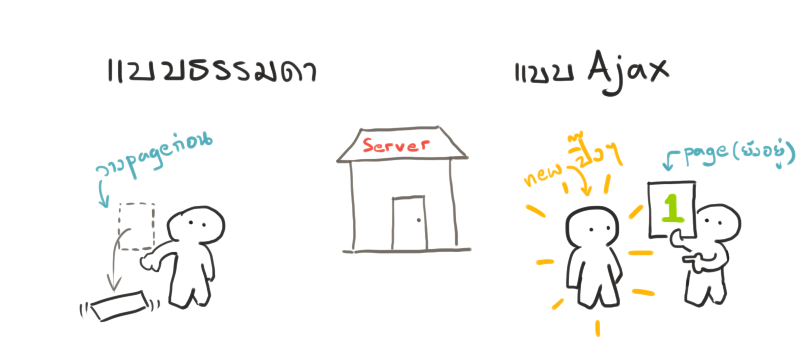 แบบธรรมดา
แบบ Ajax
Server
วางpageก่อน
new ปิ๊งๆ
page(ยังอยู่)
1